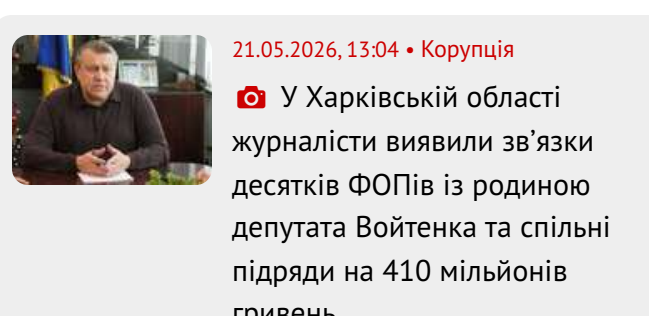 21.05.2026, 13:04 • Корупція
У Харківській області
журналісти виявили зв’язки
десятків ФОПів із родиною
депутата Войтенка та спільні
підряди на 410 мільйонів
гривень